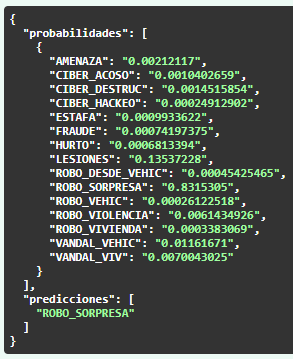 {
"probabilidades": [
{
"AMENAZA": "0.00212117",
"CIBER_ACOSO": "0.0010402659",
"CIBER_DESTRUC": "0.0014515854",
"CIBER_HACKEO": "0.00024912902",
"ESTAFA": "0.0009933622",
"FRAUDE": "0.00074197375",
"HURTO": "0.0006813394",
"LESIONES": "0.13537228",
"ROBO_DESDE_VEHIC": "0.00045425465",
"ROBO_SORPRESA": "0.8315305",
"ROBO_VEHIC": "0.00026122518",
"ROBO_VIOLENCIA": "0.0061434926",
"ROBO_VIVIENDA": "0.0003383069",
"VANDAL_VEHIC": "0.01161671",
"VANDAL_VIV": "0.0070043025"
}
],
"predicciones": [
"ROBO_SORPRESA"
]
}